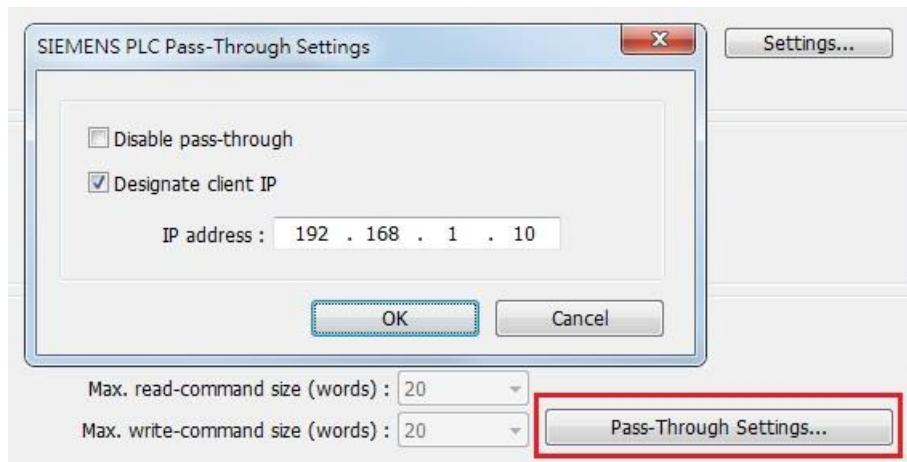 SIEMENS PLC Pass-Through Settings
Settings...
Disable pass-through
Designate client IP
IP address : 192 . 168 . 1 . 10
OK Cancel
Max. read-command size (words) : 20
Max. write-command size (words) : 20
Pass-Through Settings...